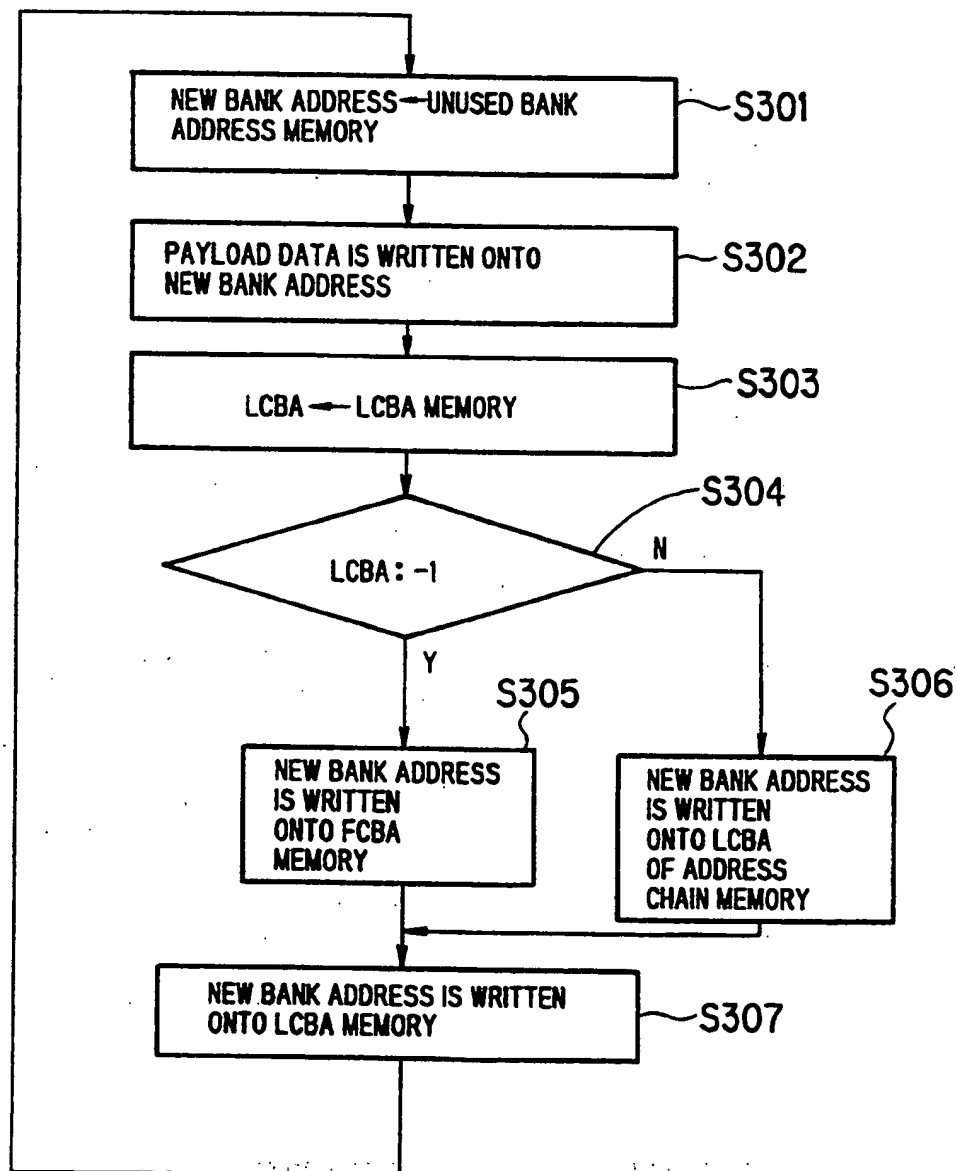 NEW BANK ADDRESS←UNUSED BANK
ADDRESS MEMORY
S301
PAYLOAD DATA IS WRITTEN ONTO
NEW BANK ADDRESS
S302
LCBA ← LCBA MEMORY
S303
S304
LCBA : -1
N
Y
S305
NEW BANK ADDRESS
IS WRITTEN
ONTO FCBA
MEMORY
S306
NEW BANK ADDRESS
IS WRITTEN
ONTO LCBA
OF ADDRESS
CHAIN MEMORY
NEW BANK ADDRESS IS WRITTEN
ONTO LCBA MEMORY
S307